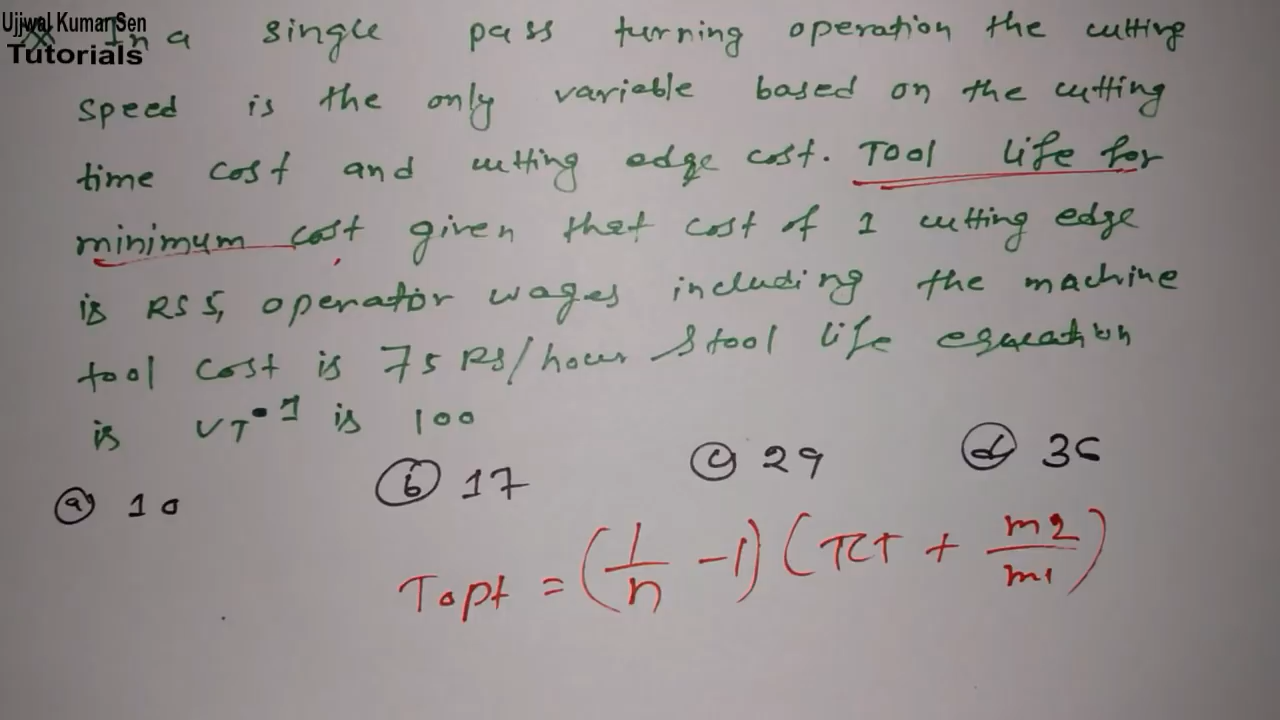 Ujjwal Kumar Sen
Tutorials
In a single pass turning operation the cutting
speed is the only variable based on the cutting
time cost and cutting edge cost. Tool life for
minimum cost given that cost of 1 cutting edge
is RS 5, operator wages including the machine
tool cost is 75 RS/hour & tool life equation
is VT^.1 is 100
(a) 10 (b) 17 (c) 29 (d) 36
Topt = (1/n - 1) (TCT + m2/m1)